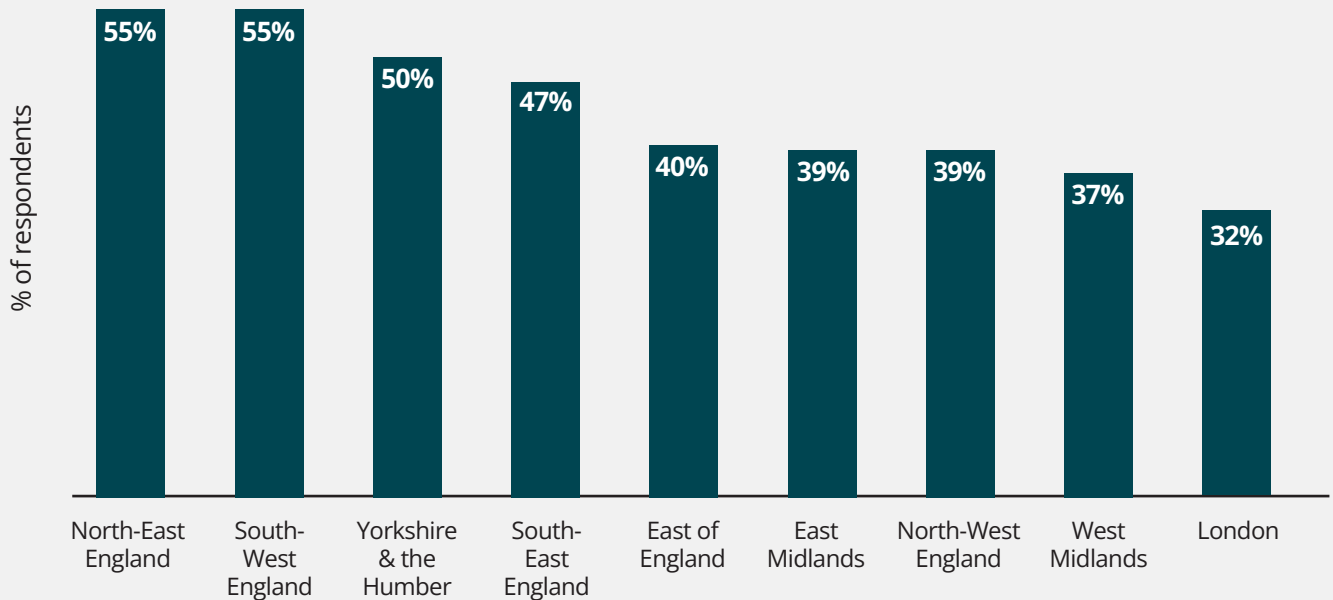 % of respondents
55%
55%
50%
47%
40%
39%
39%
37%
32%
North-East
England
South-
West
England
Yorkshire
& the
Humber
South-
East
England
East of
England
East
Midlands
North-West
England
West
Midlands
London